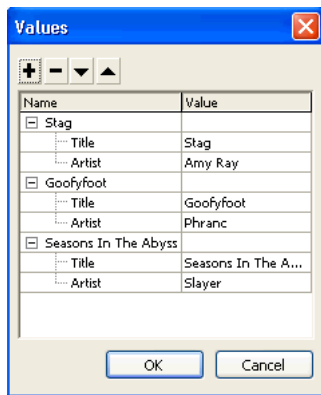 Values
Name Value
Stag
Title Stag
Artist Amy Ray
Goofyfoot
Title Goofyfoot
Artist Phranc
Seasons In The Abyss
Title Seasons In The A...
Artist Slayer
OK Cancel